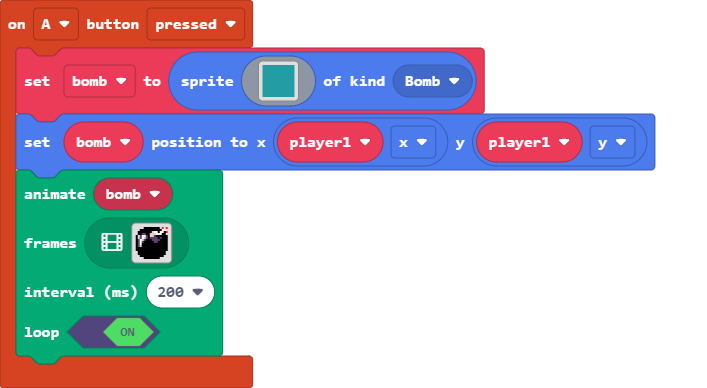 on A button pressed
set bomb to sprite of kind Bomb
set bomb position to x player1 x y player1 y
animate bomb
frames
interval (ms) 200
loop ON